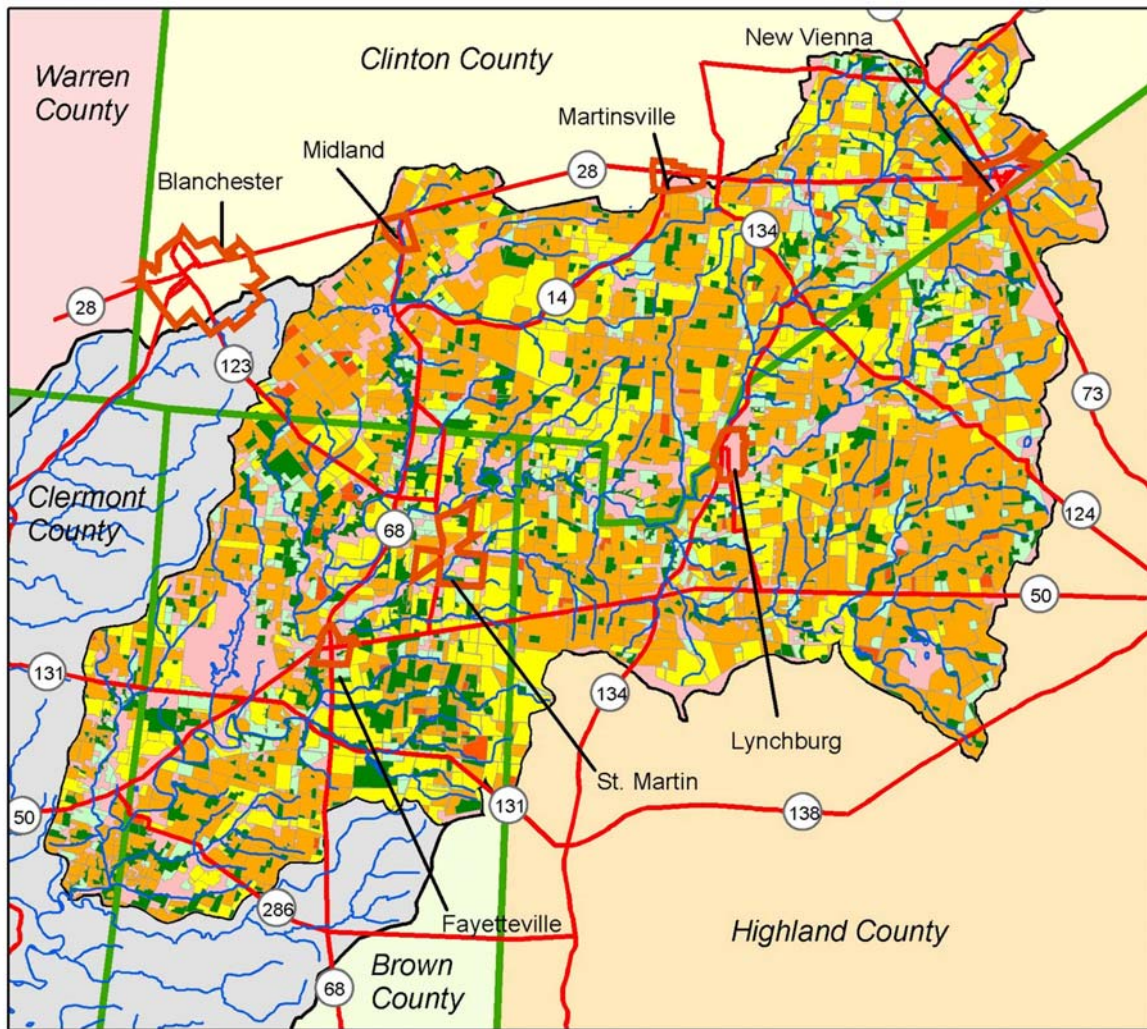 New Vienna
Clinton County
Warren
County
Martinsville
Midland
28
Blanchester
134
28
14
123
73
Clermont
County
68
124
50
131
134
Lynchburg
St. Martin
50
131
138
286
Fayetteville
Highland County
Brown
County
68